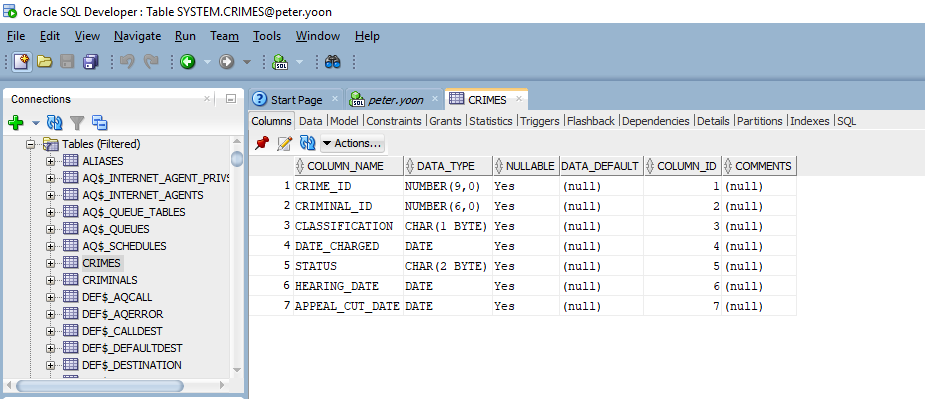 Oracle SQL Developer : Table SYSTEM.CRIMES@peter.yoon
File Edit View Navigate Run Team Tools Window Help
SQL
Connections
Tables (Filtered)
ALIASES
AQ$_INTERNET_AGENT_PRIVS
AQ$_INTERNET_AGENTS
AQ$_QUEUE_TABLES
AQ$_QUEUES
AQ$_SCHEDULES
CRIMES
CRIMINALS
DEF$_AQCALL
DEF$_AQERROR
DEF$_CALLDEST
DEF$_DEFAULTDEST
DEF$_DESTINATION
Start Page peter.yoon CRIMES
Columns Data Model Constraints Grants Statistics Triggers Flashback Dependencies Details Partitions Indexes SQL
Actions...
COLUMN_NAME DATA_TYPE NULLABLE DATA_DEFAULT COLUMN_ID COMMENTS
1 CRIME_ID NUMBER(9,0) Yes (null) 1 (null)
2 CRIMINAL_ID NUMBER(6,0) Yes (null) 2 (null)
3 CLASSIFICATION CHAR(1 BYTE) Yes (null) 3 (null)
4 DATE_CHARGED DATE Yes (null) 4 (null)
5 STATUS CHAR(2 BYTE) Yes (null) 5 (null)
6 HEARING_DATE DATE Yes (null) 6 (null)
7 APPEAL_CUT_DATE DATE Yes (null) 7 (null)